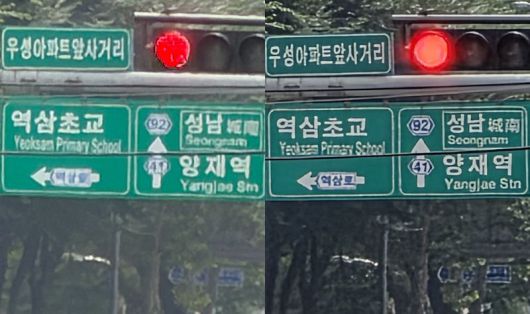 우성아파트앞사거리
역삼초교
Yeoksam Primary School
역삼로
92
성남 城南
Seongnam
41
양재역
Yangjae Stn
우성아파트앞사거리
역삼초교
Yeoksam Primary School
역삼로
92
성남 城南
Seongnam
41
양재역
Yangjae Stn